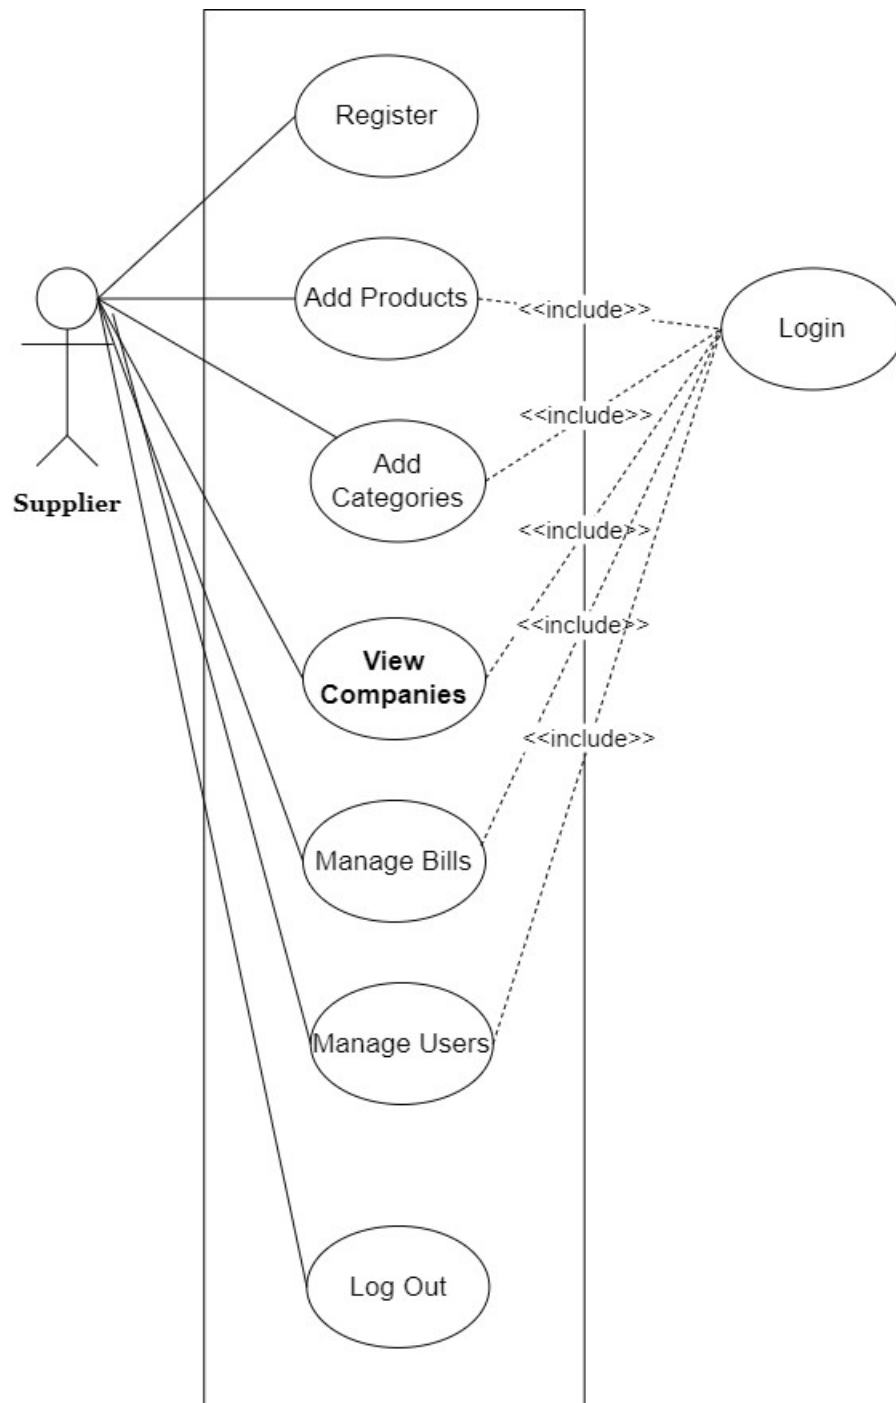 Register
Add Products
<<include>>
Login
Add
Categories
<<include>>
Supplier
<<include>>
View
Companies
<<include>>
<<include>>
Manage Bills
Manage Users
Log Out